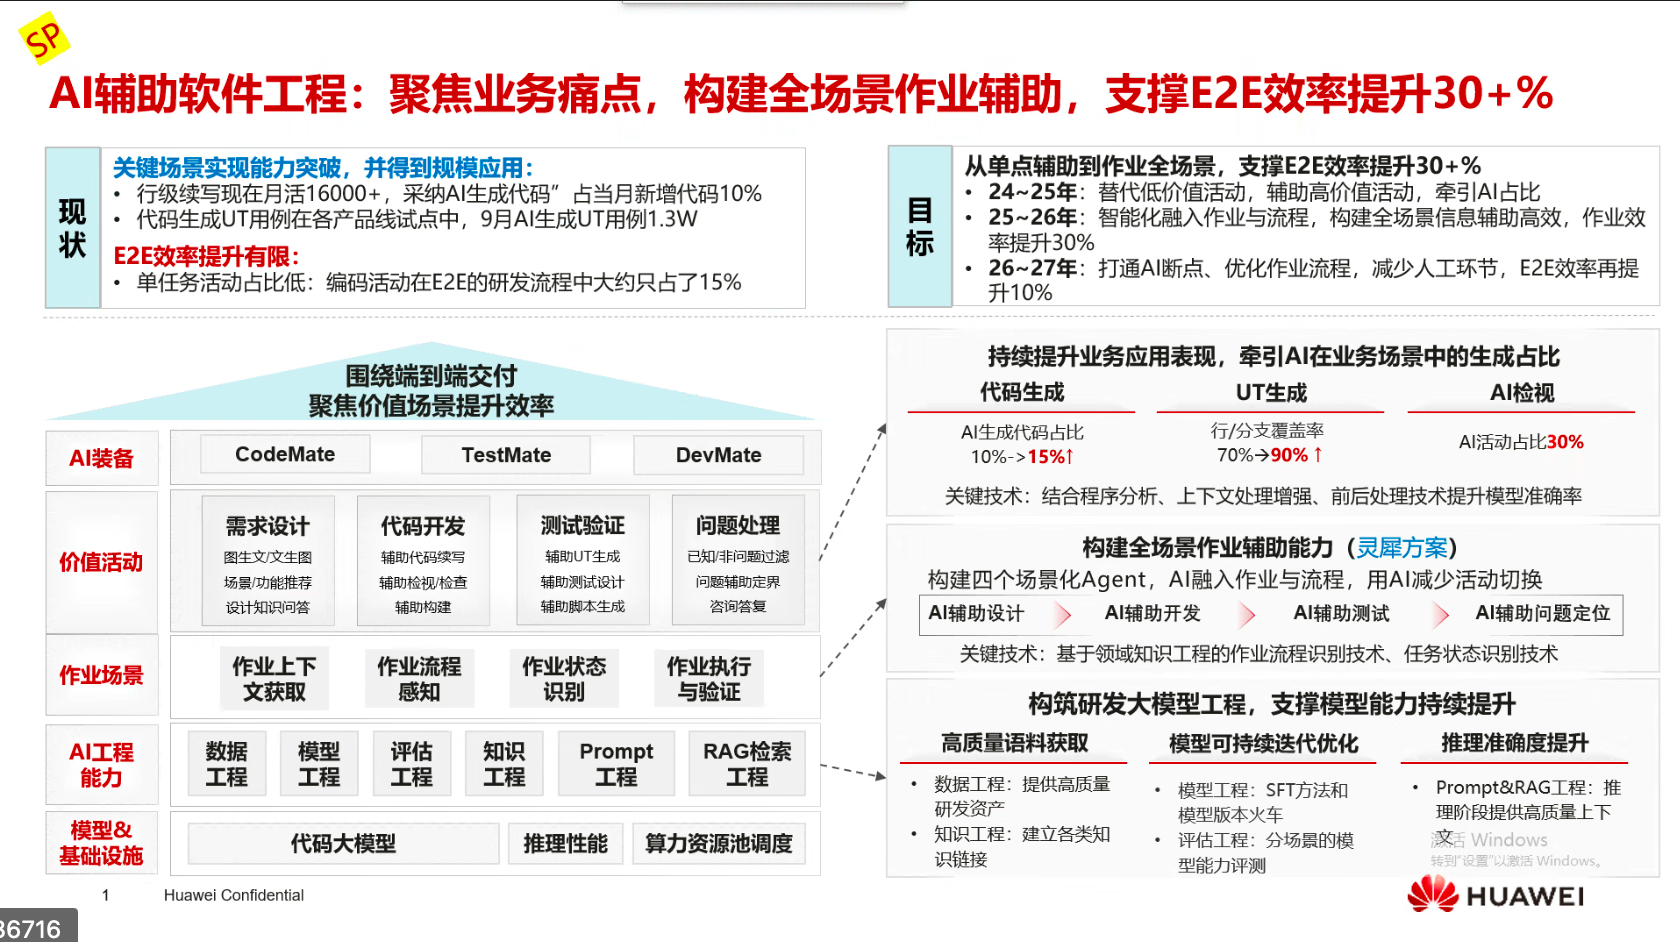 SP
AI辅助软件工程：聚焦业务痛点，构建全场景作业辅助，支撑E2E效率提升30+%
现
状
关键场景实现能力突破，并得到规模应用：
• 行级续写现在月活16000+，采纳AI生成代码”占当月新增代码10%
• 代码生成UT用例在各产品线试点中，9月AI生成UT用例1.3W
E2E效率提升有限：
• 单任务活动占比低：编码活动在E2E的研发流程中大约只占了15%
目
标
从单点辅助到作业全场景，支撑E2E效率提升30+%
• 24~25年：替代低价值活动，辅助高价值活动，牵引AI占比
• 25~26年：智能化融入作业与流程，构建全场景信息辅助高效，作业效
率提升30%
• 26~27年：打通AI断点、优化作业流程，减少人工环节，E2E效率再提
升10%
围绕端到端交付
聚焦价值场景提升效率
AI装备
CodeMate
TestMate
DevMate
价值活动
需求设计
图生文/文生图
场景/功能推荐
设计知识问答
代码开发
辅助代码续写
辅助检视/检查
辅助构建
测试验证
辅助UT生成
辅助测试设计
辅助脚本生成
问题处理
已知/非问题过滤
问题辅助定界
咨询答复
作业场景
作业上下
文获取
作业流程
感知
作业状态
识别
作业执行
与验证
AI工程
能力
数据
工程
模型
工程
评估
工程
知识
工程
Prompt
工程
RAG检索
工程
模型&
基础设施
代码大模型
推理性能
算力资源池调度
持续提升业务应用表现，牵引AI在业务场景中的生成占比
代码生成
AI生成代码占比
10%->15%↑
UT生成
行/分支覆盖率
70%→90%↑
AI检视
AI活动占比30%
关键技术：结合程序分析、上下文处理增强、前后处理技术提升模型准确率
构建全场景作业辅助能力（灵犀方案）
构建四个场景化Agent，AI融入作业与流程，用AI减少活动切换
AI辅助设计
AI辅助开发
AI辅助测试
AI辅助问题定位
关键技术：基于领域知识工程的作业流程识别技术、任务状态识别技术
构筑研发大模型工程，支撑模型能力持续提升
高质量语料获取
• 数据工程：提供高质量
研发资产
• 知识工程：建立各类知
识链接
模型可持续迭代优化
• 模型工程：SFT方法和
模型版本火车
• 评估工程：分场景的模
型能力评测
推理准确度提升
• Prompt&RAG工程：推
理阶段提供高质量上下
文
激活 Windows
转到“设置”以激活 Windows。
1
Huawei Confidential
HUAWEI
36716